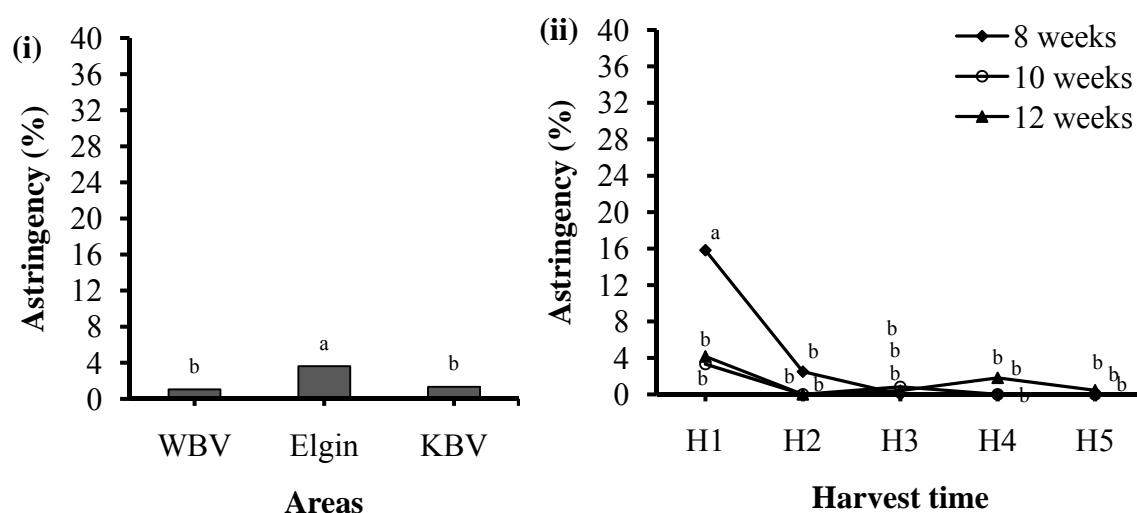 (i)
Astringency (%)
40
36
32
28
24
20
16
12
8
4
0
b
a
b
WBV Elgin KBV
Areas
(ii)
Astringency (%)
40
36
32
28
24
20
16
12
8
4
0
8 weeks
10 weeks
12 weeks
a
b
b
b
b
b
b
b
b
b
b
b
b
b
b
H1 H2 H3 H4 H5
Harvest time